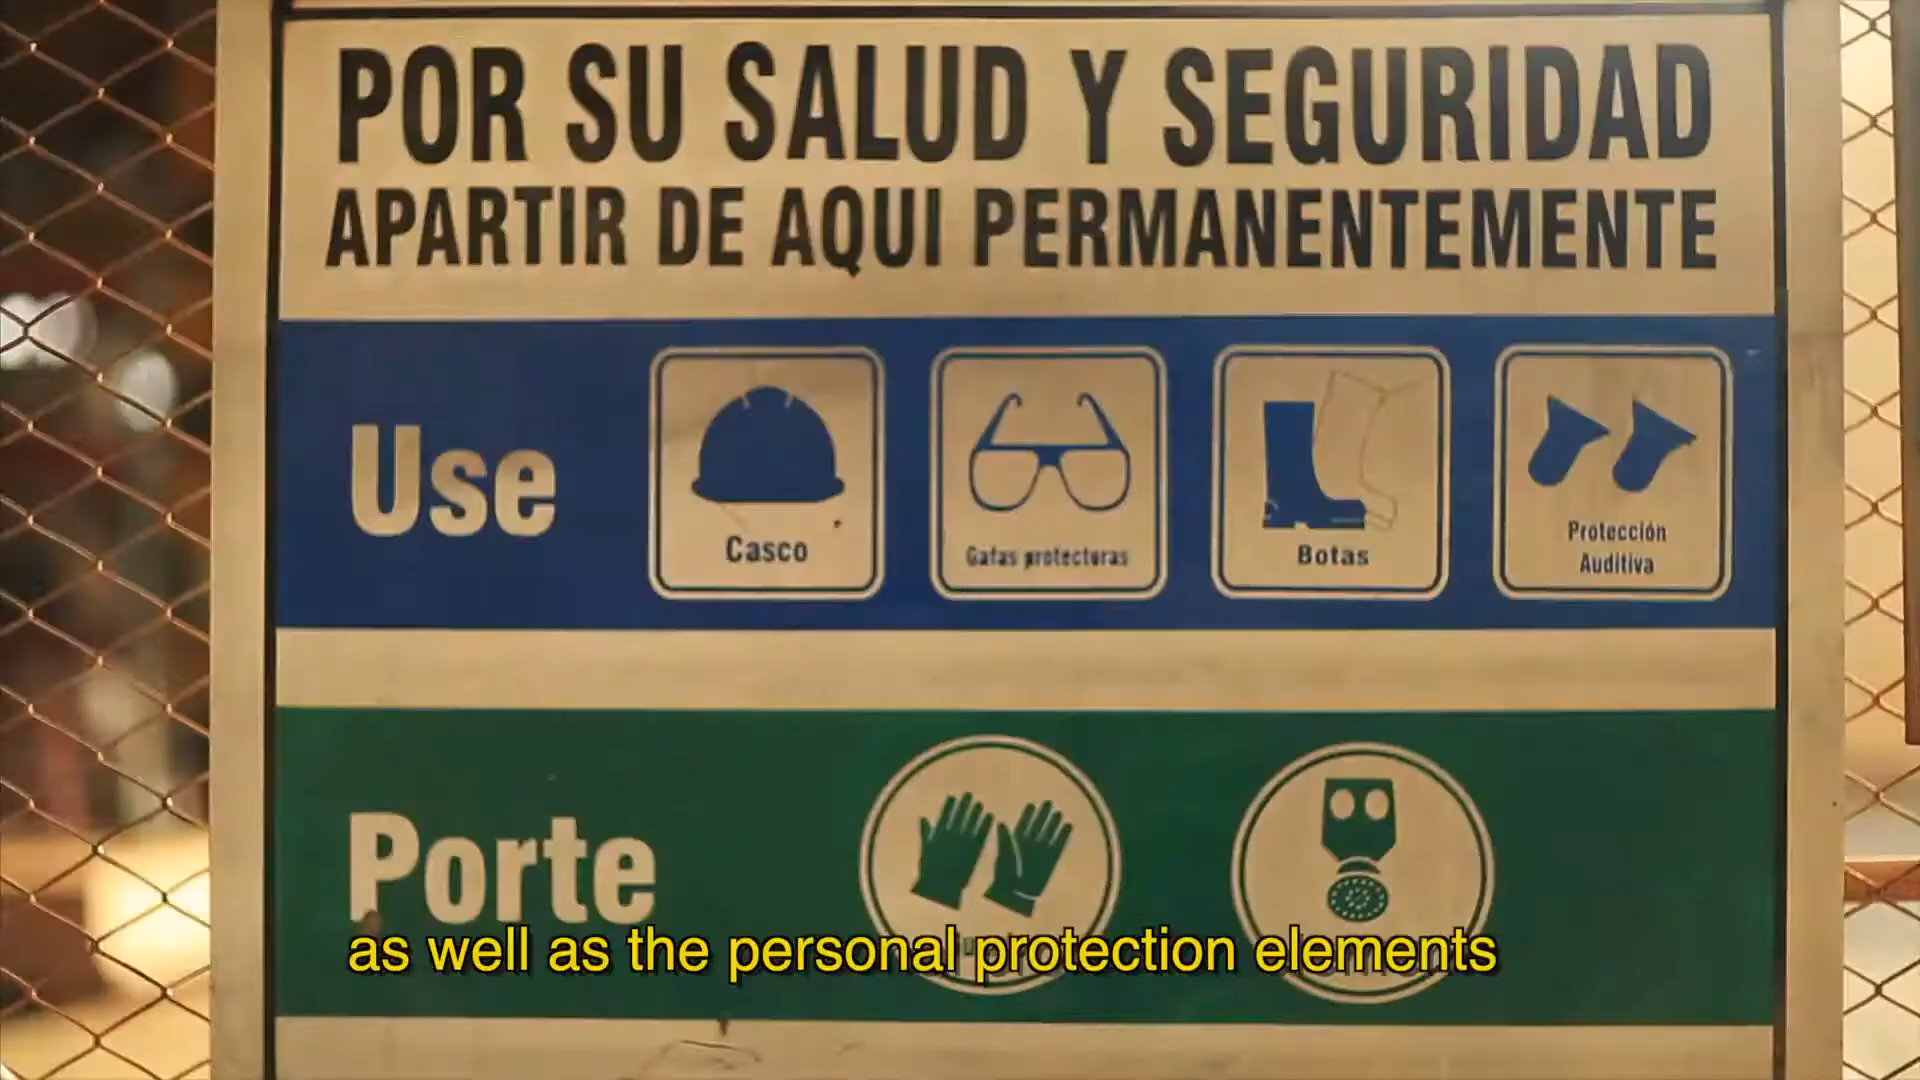 POR SU SALUD Y SEGURIDAD
APARTIR DE AQUI PERMANENTEMENTE
Use
Casco
Gafas protectoras
Botas
Protección
Auditiva
Porte
as well as the personal protection elements